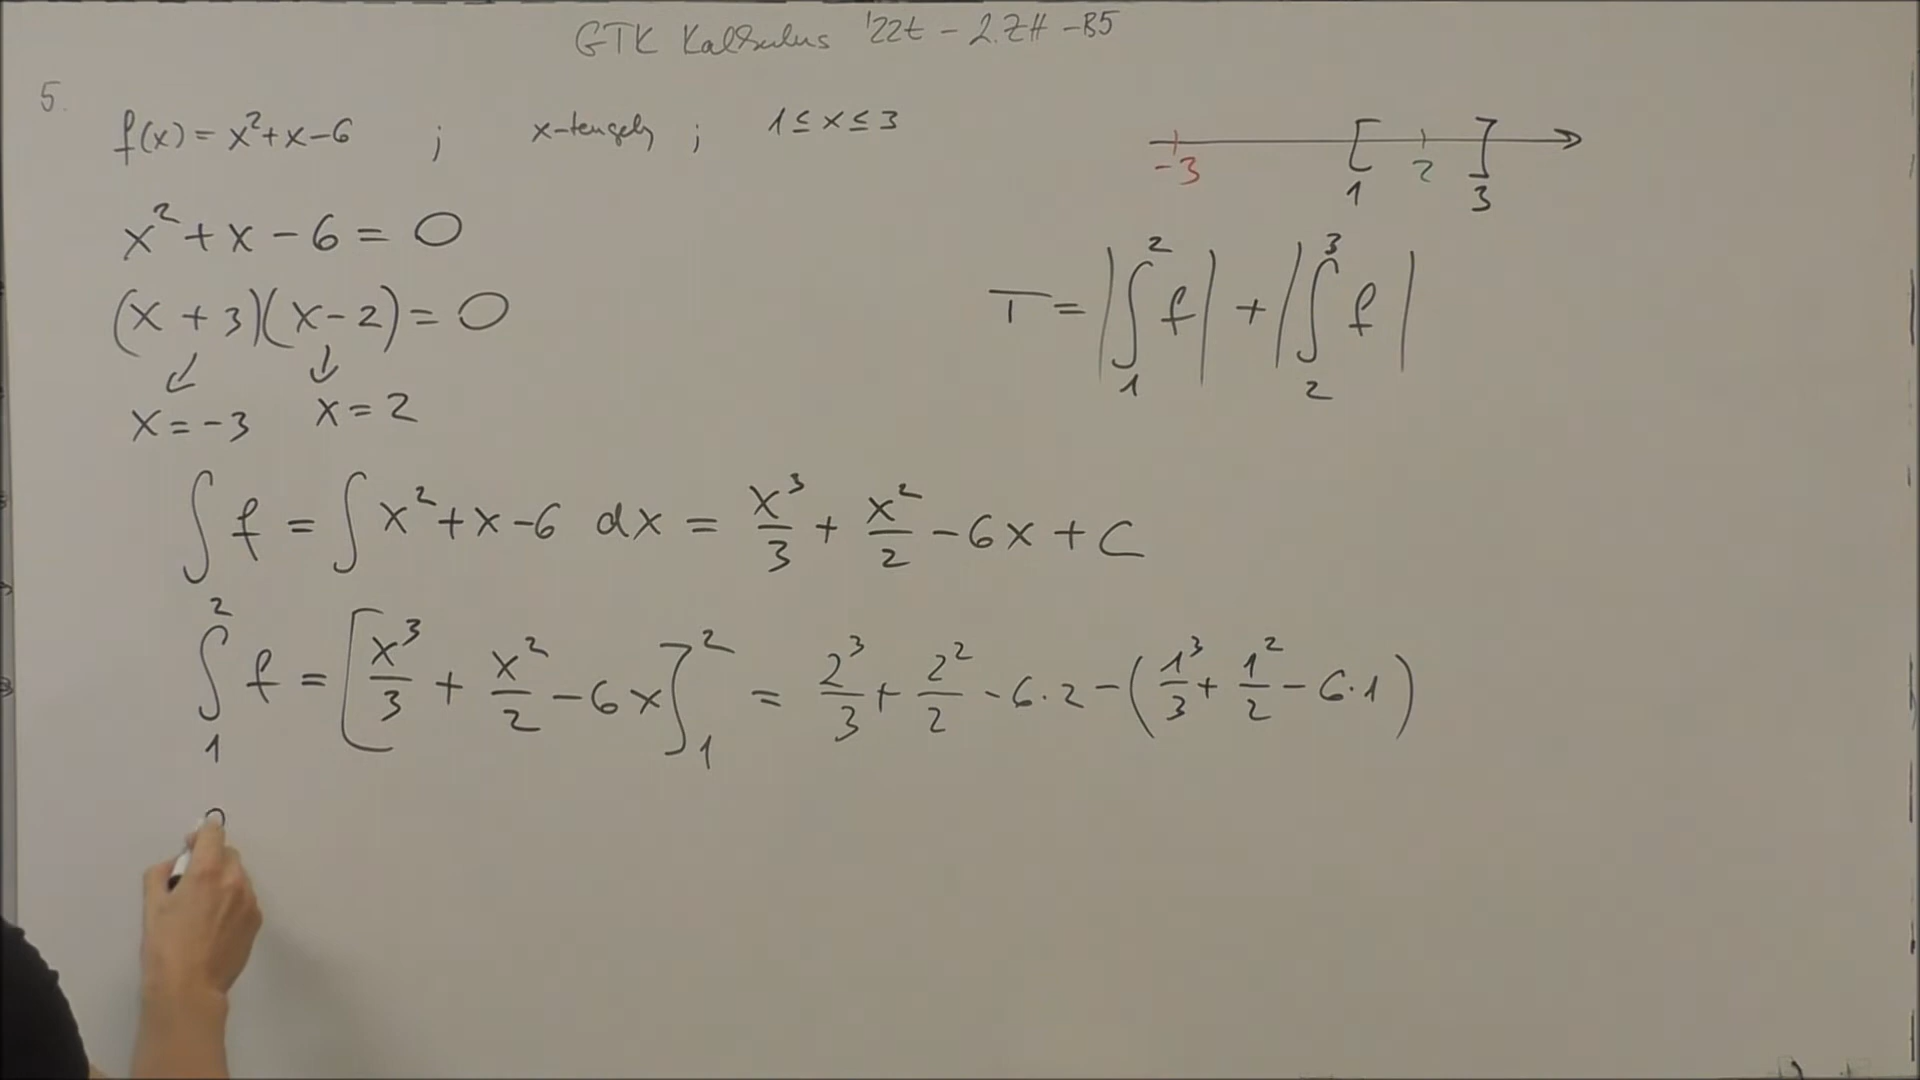 GTK Kalkulus '22t - 2.ZH - B5
5.
f(x) = x²+x-6 ; x-tengely ; 1≤x≤3
-3 [ 2 ]
1 3
x²+x-6=0
(x+3)(x-2)=0
x=-3 x=2
T = |∫₁² f| + |∫₂³ f|
∫f = ∫x²+x-6 dx = x³/3 + x²/2 - 6x + C
∫₁² f = [x³/3 + x²/2 - 6x]₁² = 2³/3 + 2²/2 - 6·2 - (1³/3 + 1²/2 - 6·1)